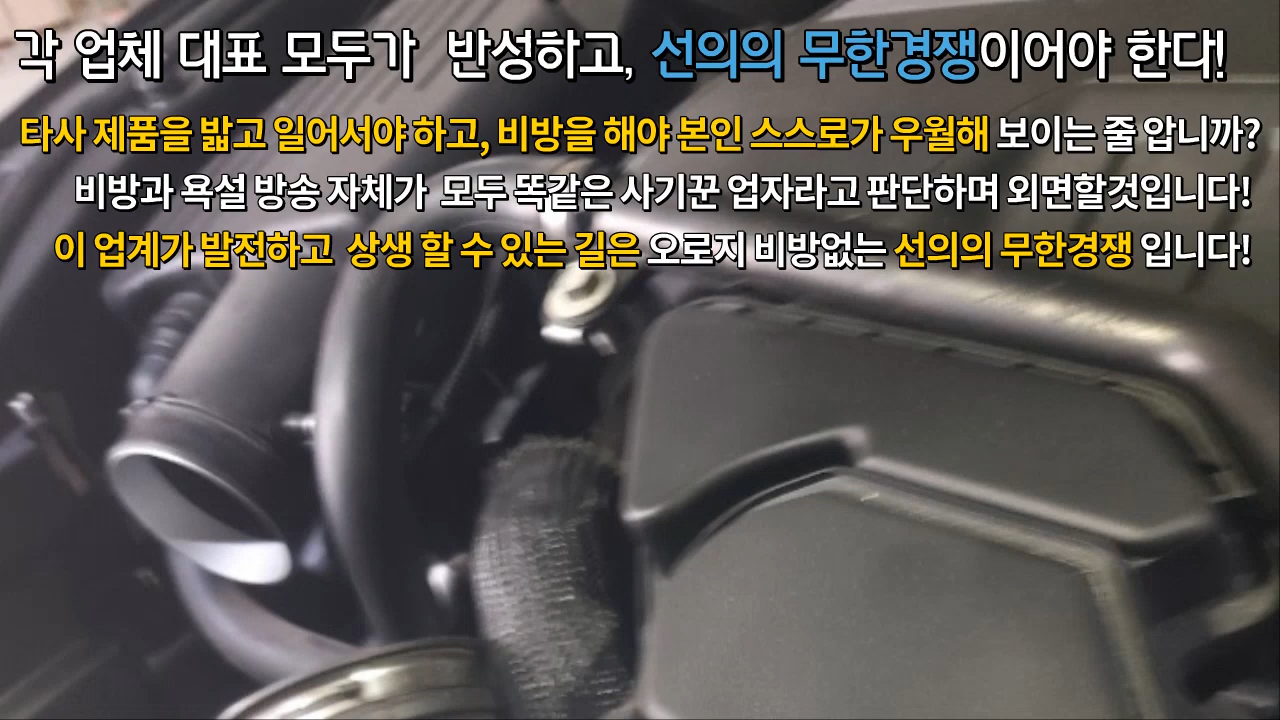 각 업체 대표 모두가 반성하고, 선의의 무한경쟁이어야 한다!
타사 제품을 밟고 일어서야 하고, 비방을 해야 본인 스스로가 우월해 보이는 줄 압니까?
비방과 욕설 방송 자체가 모두 똑같은 사기꾼 업자라고 판단하며 외면할것입니다!
이 업계가 발전하고 상생 할 수 있는 길은 오로지 비방없는 선의의 무한경쟁 입니다!